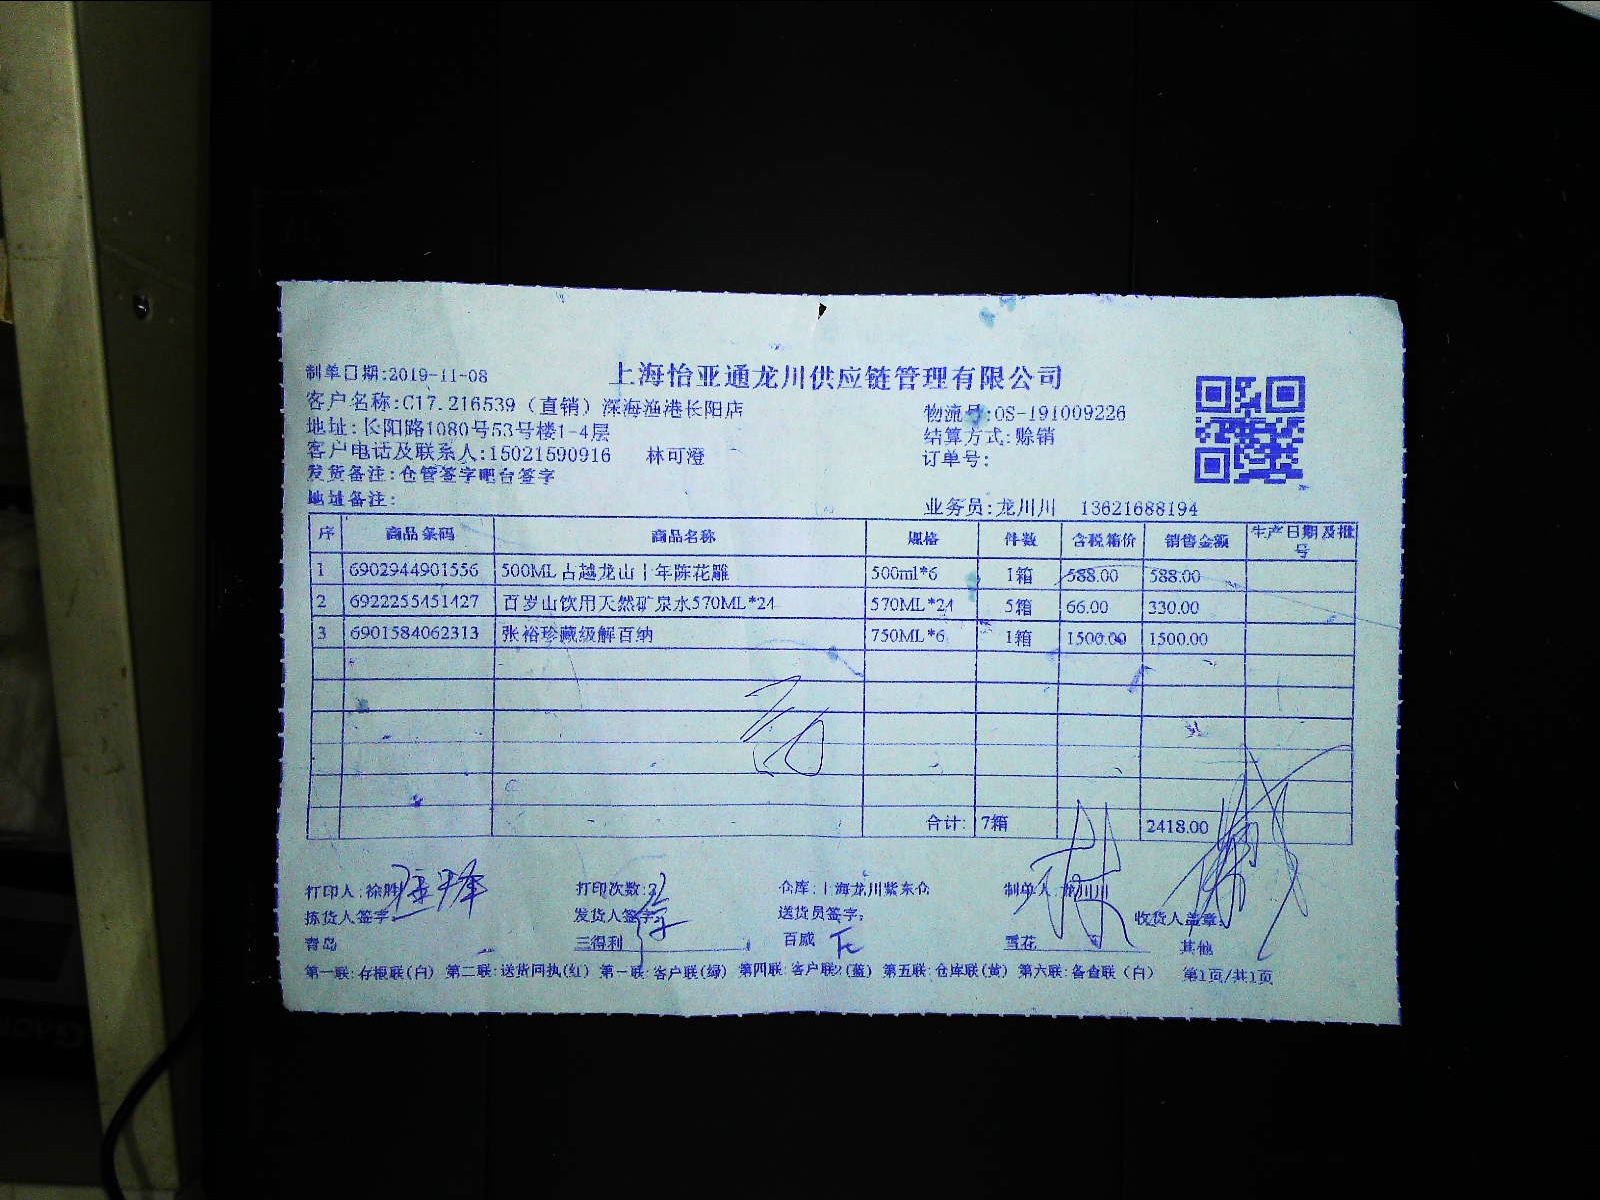 上海怡亚通龙川供应链管理有限公司
制单日期:2019-11-08
客户名称:C17.216539（直销）深海渔港长阳店 物流号:OS-191009226
地址:长阳路1080号53号楼1-4层 结算方式:赊销
客户电话及联系人:15021590916 林可澄 订单号:
发货备注:仓管签字吧台签字
地址备注: 业务员:龙川川 13621688194
序 商品条码 商品名称 规格 件数 含税箱价 销售金额 生产日期及批号
1 6902944901556 500ML古越龙山十年陈花雕 500ml*6 1箱 588.00 588.00
2 6922255451427 百岁山饮用天然矿泉水570ML*24 570ML*24 5箱 66.00 330.00
3 6901584062313 张裕珍藏级解百纳 750ML*6 1箱 1500.00 1500.00
合计: 7箱 2418.00
打印人:徐胜 打印次数: 仓库:上海龙川紫东仓 制单人:龙川川
拣货人签字 发货人签字: 送货员签字: 收货人盖章:
青岛 三得利 百威 雪花 其他
第一联:存根联(白) 第二联:送货回执(红) 第三联:客户联(绿) 第四联:客户联2(蓝) 第五联:仓库联(黄) 第六联:备查联(白) 第1页/共1页